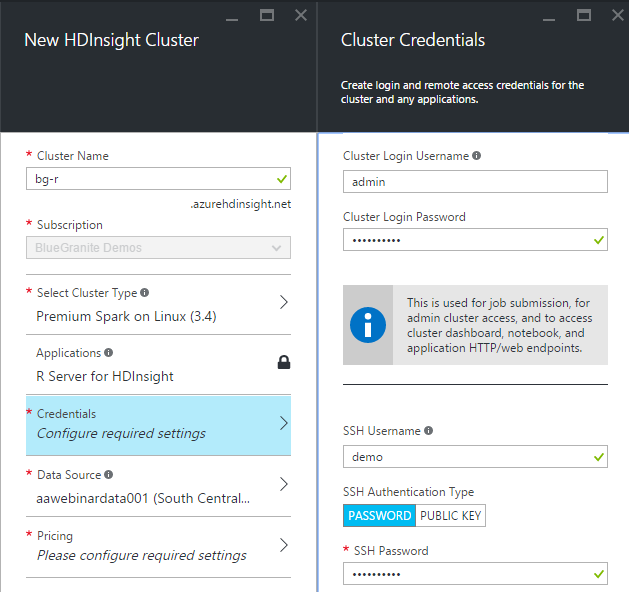 New HDInsight Cluster
* Cluster Name
bg-r
.azurehdinsight.net
* Subscription
BlueGranite Demos
* Select Cluster Type
Premium Spark on Linux (3.4)
Applications
R Server for HDInsight
* Credentials
Configure required settings
* Data Source
aawebinardata001 (South Central...
* Pricing
Please configure required settings
Cluster Credentials
Create login and remote access credentials for the
cluster and any applications.
Cluster Login Username
admin
Cluster Login Password
••••••••••
This is used for job submission, for
admin cluster access, and to access
cluster dashboard, notebook, and
application HTTP/web endpoints.
SSH Username
demo
SSH Authentication Type
PASSWORD PUBLIC KEY
* SSH Password
••••••••••